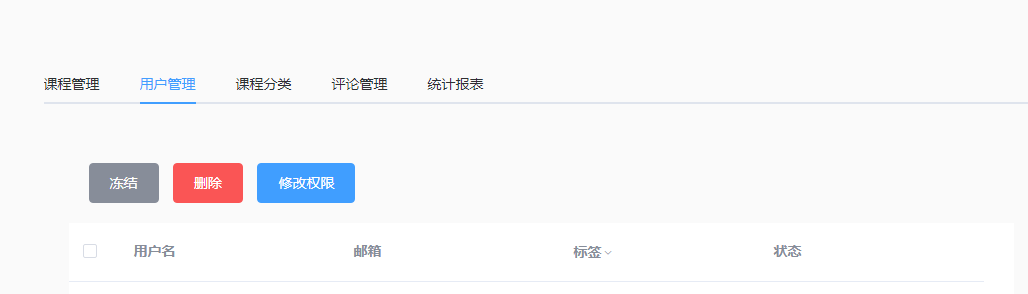 课程管理 用户管理 课程分类 评论管理 统计报表
冻结 删除 修改权限
用户名 邮箱 标签 状态